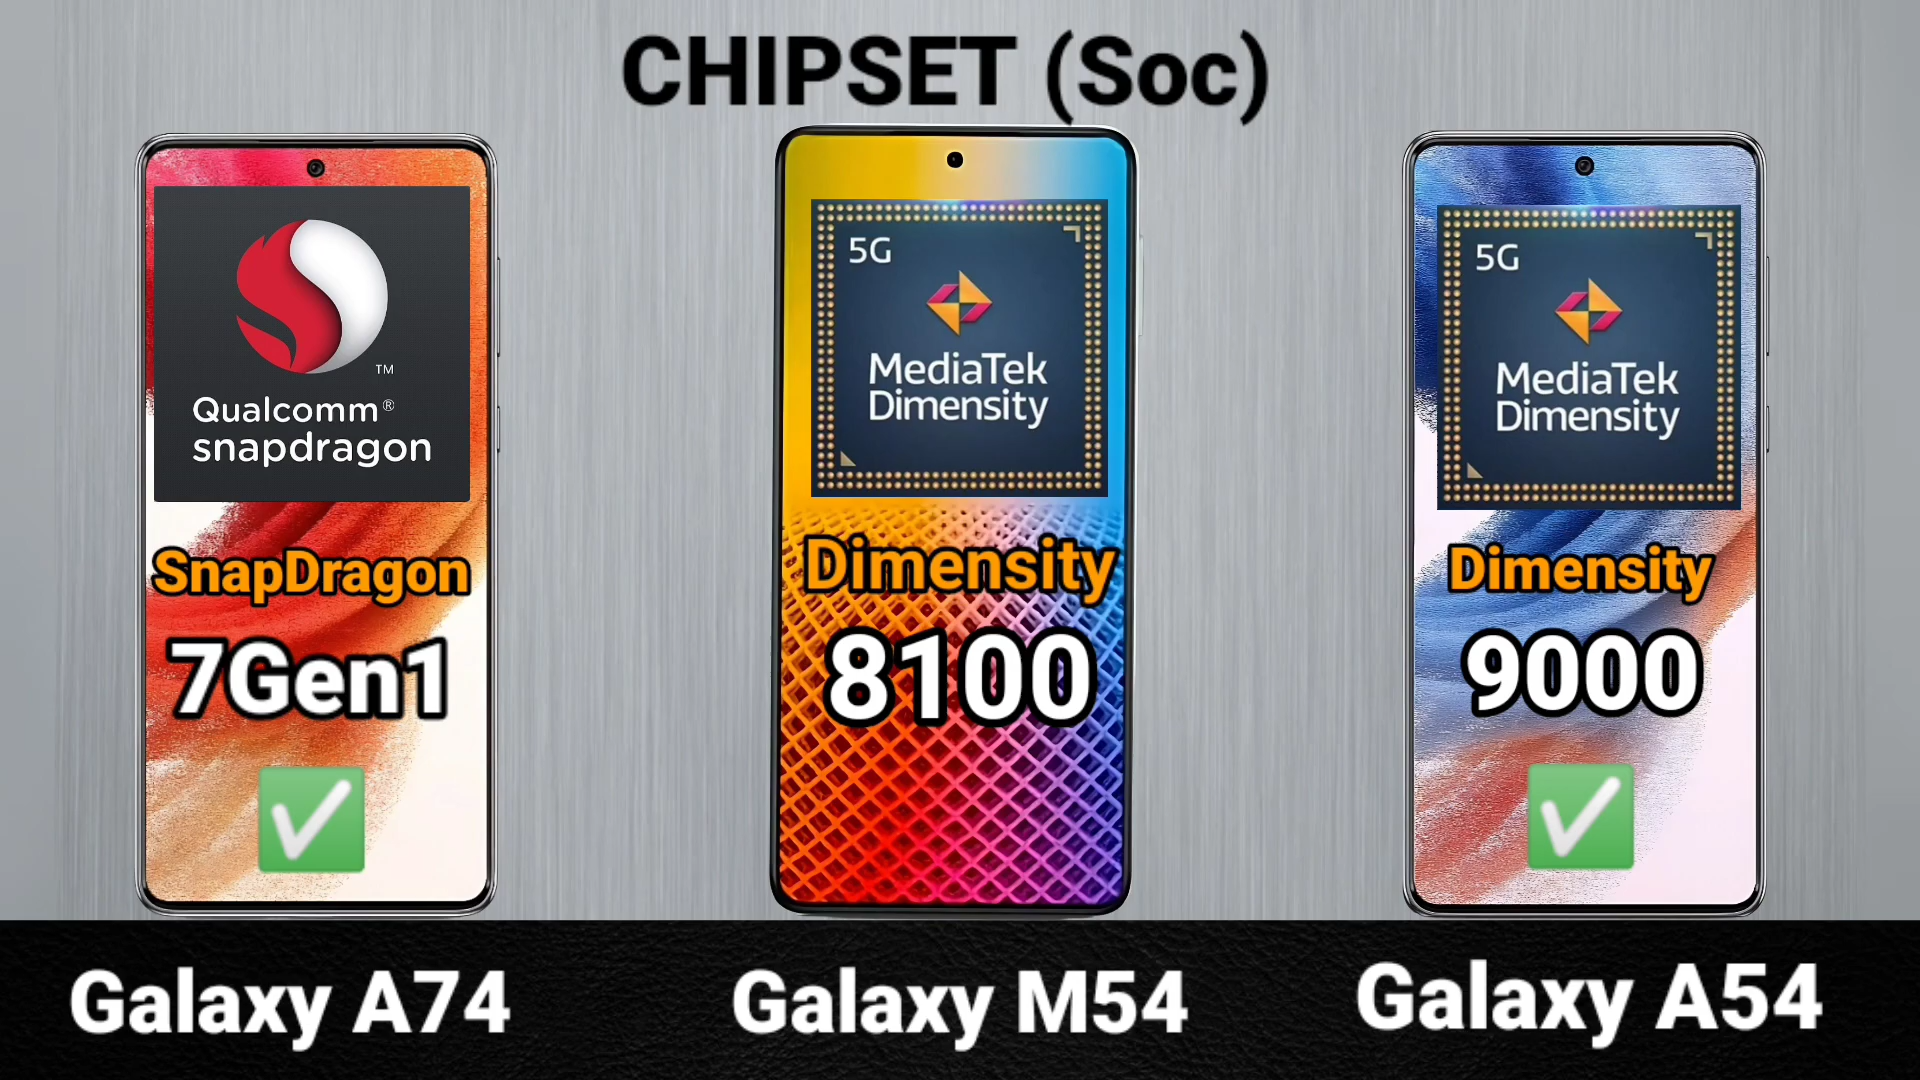 CHIPSET (Soc)
Qualcomm®
snapdragon
™
SnapDragon
7Gen1
5G
MediaTek
Dimensity
Dimensity
8100
5G
MediaTek
Dimensity
Dimensity
9000
Galaxy A74
Galaxy M54
Galaxy A54